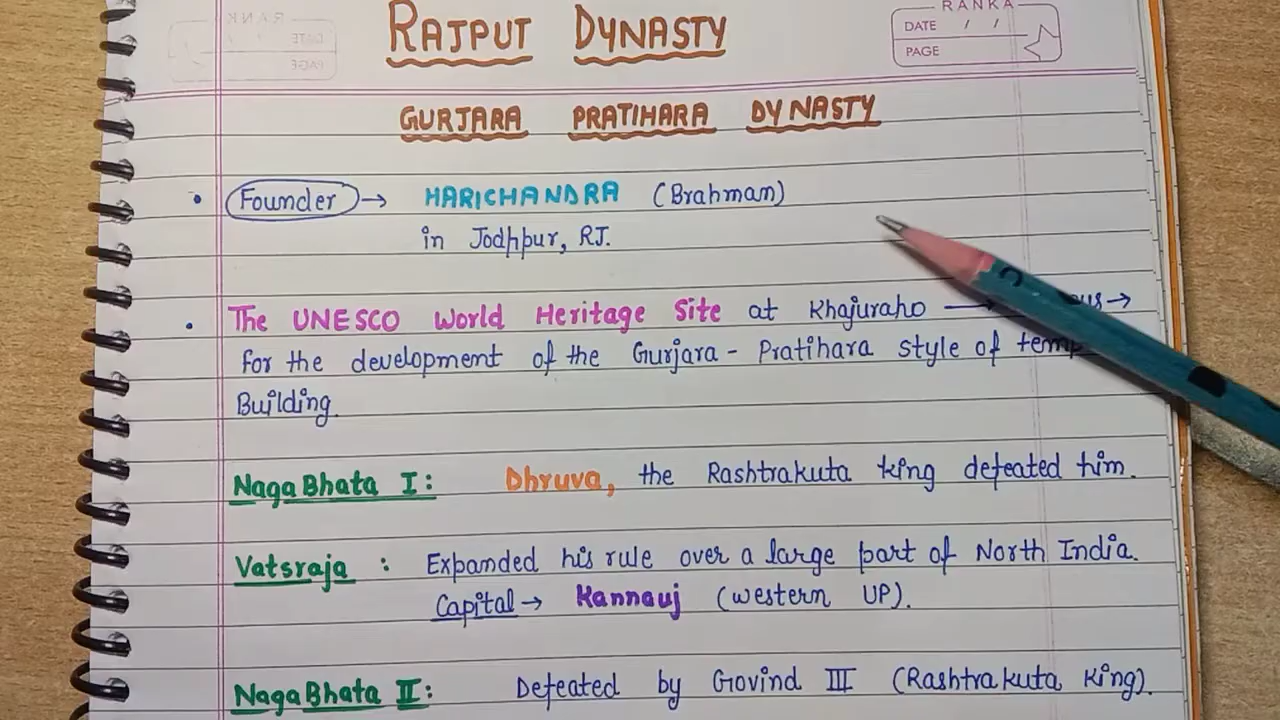 RANKA
DATE / /
PAGE
RAJPUT DYNASTY
GURJARA PRATIHARA DYNASTY
• Founder → HARICHANDRA (Brahman)
in Jodhpur, RJ.
• The UNESCO World Heritage Site at Khajuraho →
for the development of the Gurjara - Pratihara style of
Building.
NagaBhata I: Dhruva, the Rashtrakuta king defeated him.
Vatsraja : Expanded his rule over a large part of North India.
Capital → Kannauj (western UP).
NagaBhata II: Defeated by Govind III (Rashtrakuta King).